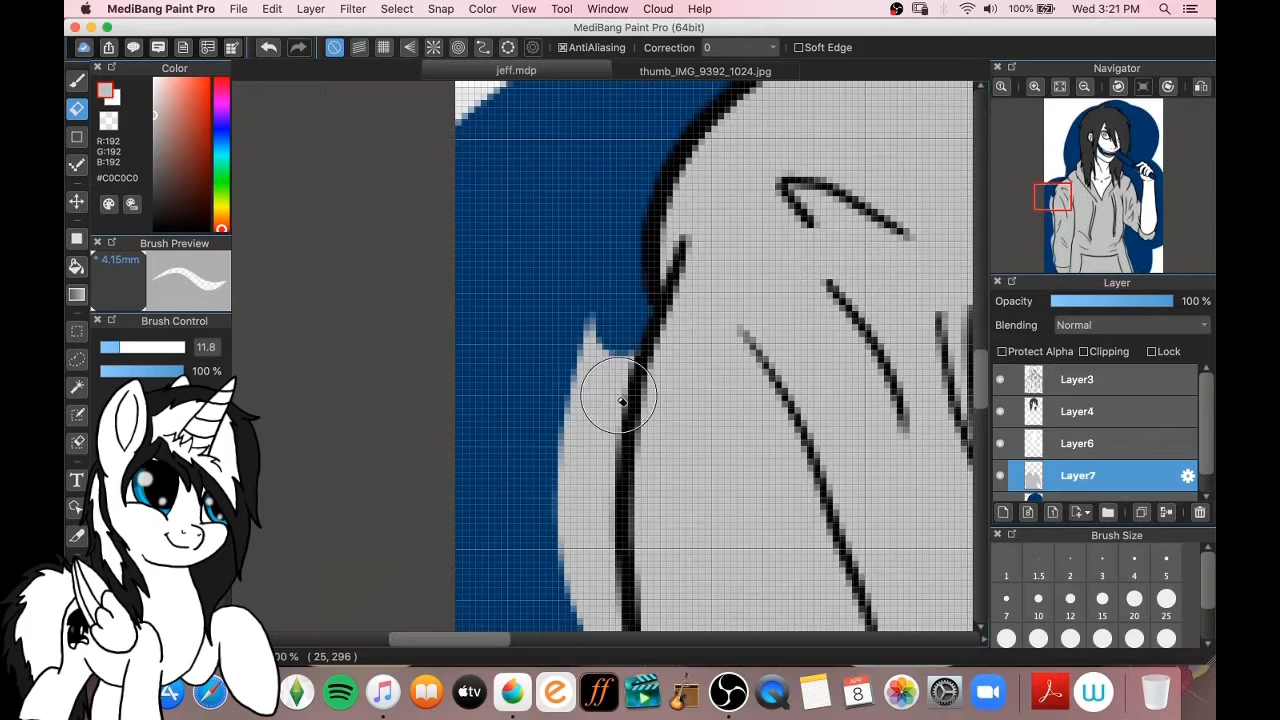 MediBang Paint Pro File Edit Layer Filter Select Snap Color View Tool Window Cloud Help 100% Wed 3:21 PM
MediBang Paint Pro (64bit)
AntiAliasing Correction 0 Soft Edge
Color
jeff.mdp thumb_IMG_9392_1024.jpg
Navigator
R:192
G:192
B:192
#C0C0C0
Brush Preview
* 4.15mm
Layer
Opacity 100 %
Brush Control
Blending Normal
11.8
Protect Alpha Clipping Lock
100 %
Layer3
Layer4
Layer6
Layer7
T
Brush Size
1 1.5 2 3 4 5
7 10 12 15 20 25
00 % ( 25, 296 )
tv
APR
8